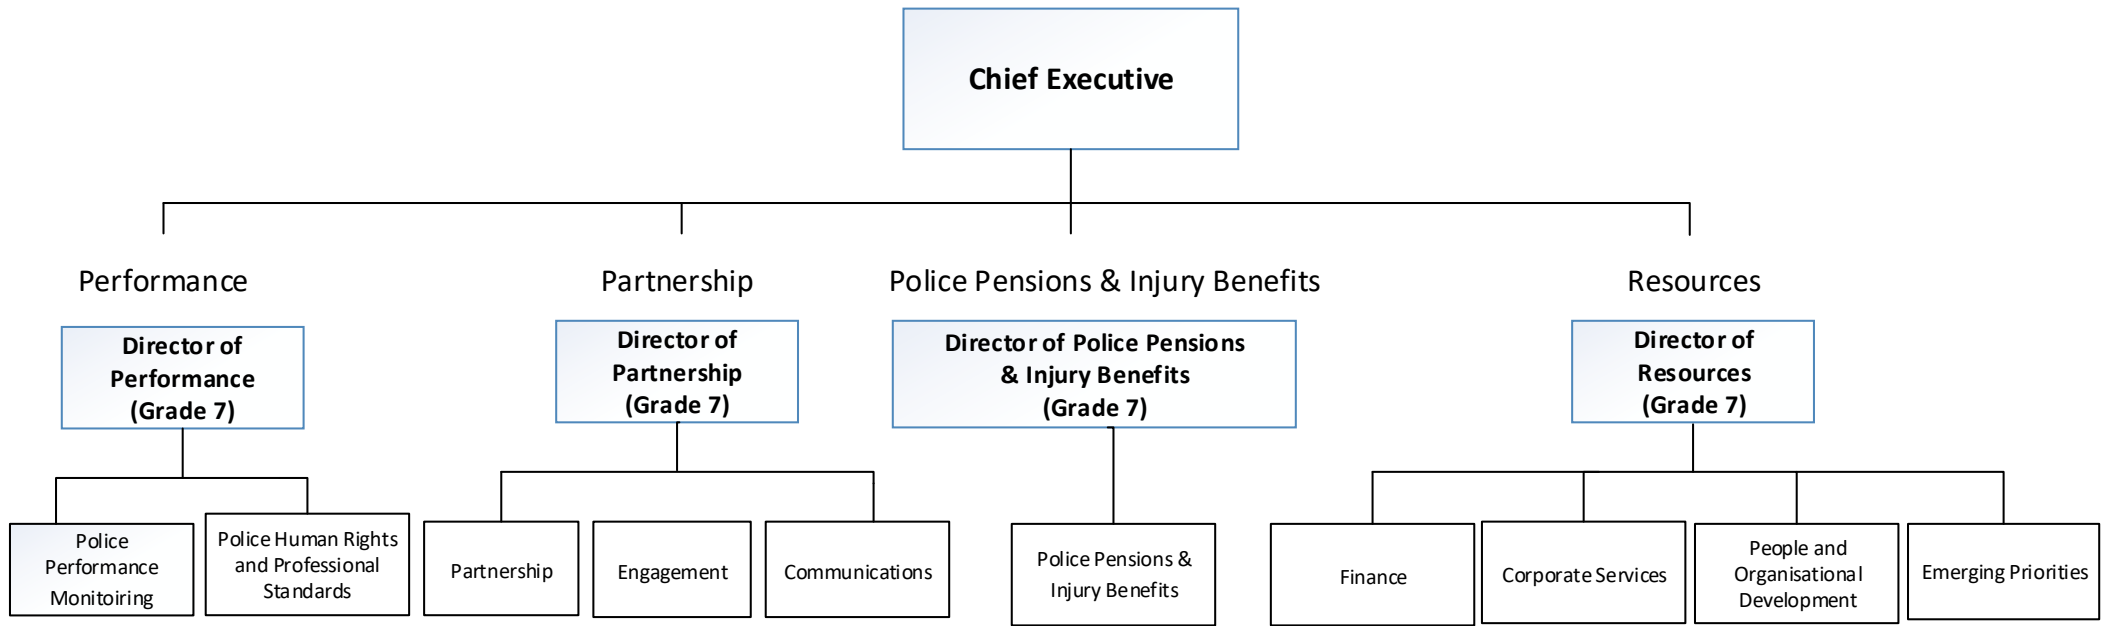 Chief Executive
Performance
Partnership
Police Pensions & Injury Benefits
Resources
Director of
Performance
(Grade 7)
Director of
Partnership
(Grade 7)
Director of Police Pensions
& Injury Benefits
(Grade 7)
Director of
Resources
(Grade 7)
Police
Performance
Monitoiring
Police Human Rights
and Professional
Standards
Partnership
Engagement
Communications
Police Pensions &
Injury Benefits
Finance
Corporate Services
People and
Organisational
Development
Emerging Priorities